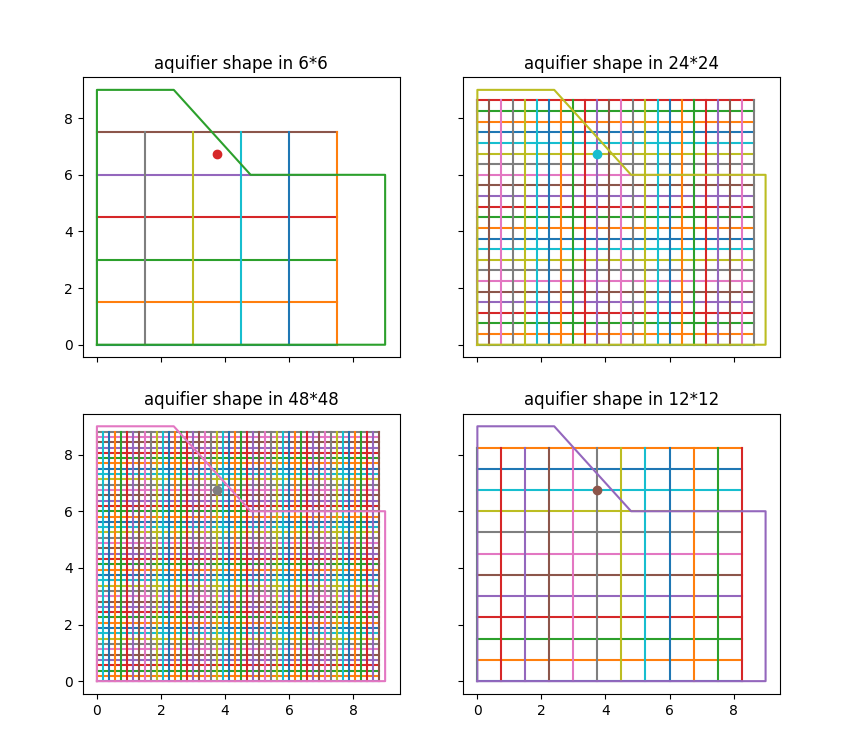 aquifier shape in 6*6
aquifier shape in 24*24
8
6
4
2
0
aquifier shape in 48*48
aquifier shape in 12*12
8
6
4
2
0
0 2 4 6 8
0 2 4 6 8